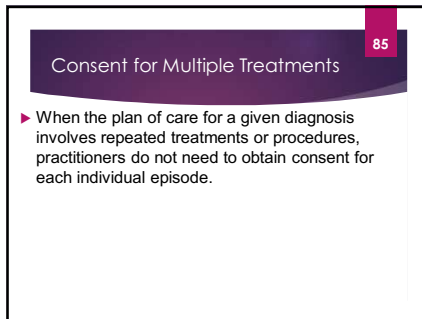 85
Consent for Multiple Treatments
When the plan of care for a given diagnosis
involves repeated treatments or procedures,
practitioners do not need to obtain consent for
each individual episode.